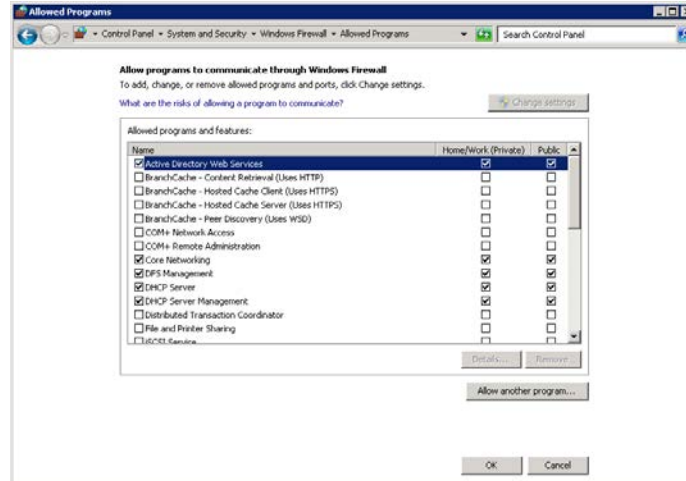 Allowed Programs
Control Panel • System and Security • Windows Firewall • Allowed Programs
Search Control Panel
Allow programs to communicate through Windows Firewall
To add, change, or remove allowed programs and ports, click Change settings.
What are the risks of allowing a program to communicate?
Change settings
Allowed programs and features:
Name Home/Work (Private) Public
Active Directory Web Services
BranchCache - Content Retrieval (Uses HTTP)
BranchCache - Hosted Cache Client (Uses HTTPS)
BranchCache - Hosted Cache Server (Uses HTTPS)
BranchCache - Peer Discovery (Uses WSD)
COM+ Network Access
COM+ Remote Administration
Core Networking
DFS Management
DHCP Server
DHCP Server Management
Distributed Transaction Coordinator
File and Printer Sharing
iSCSI Service
Details... Remove
Allow another program...
OK Cancel